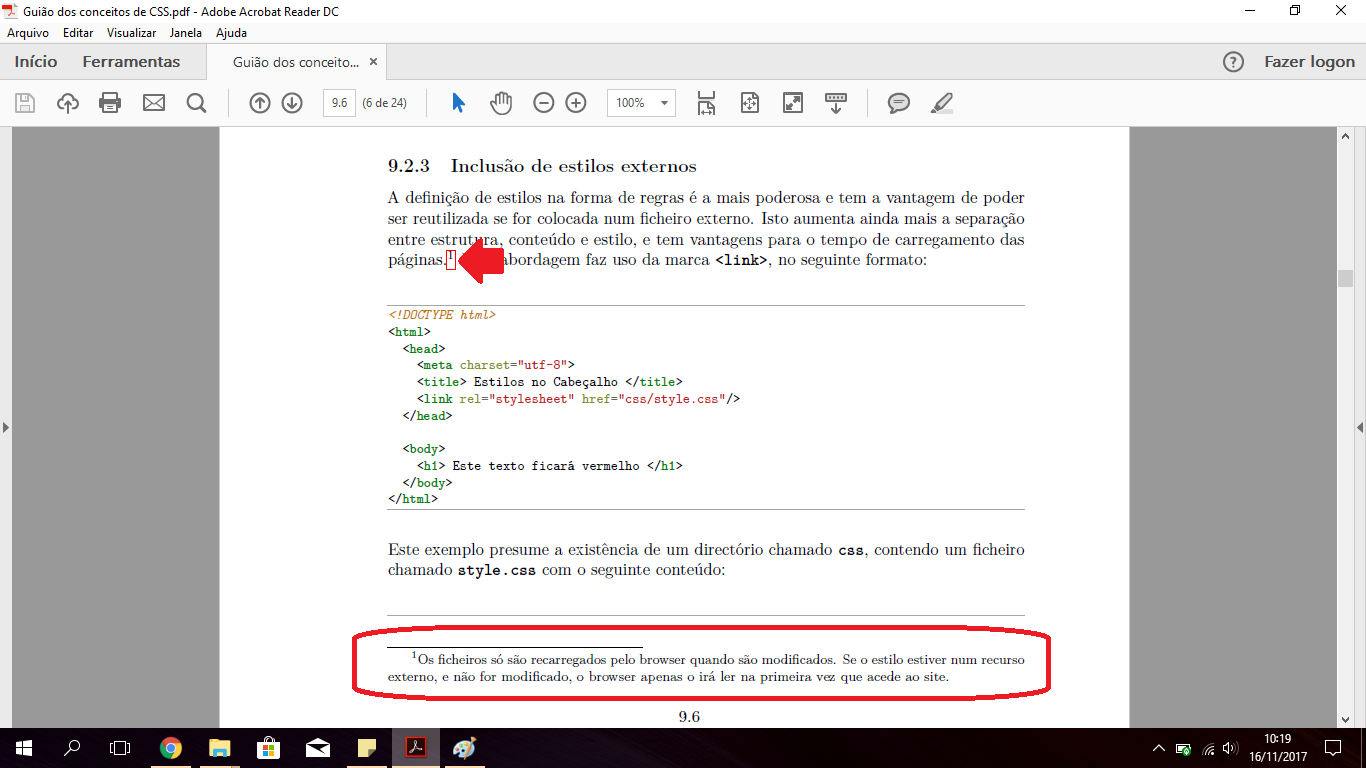 Guião dos conceitos de CSS.pdf - Adobe Acrobat Reader DC
Arquivo Editar Visualizar Janela Ajuda
Início Ferramentas Guião dos conceito... × Fazer logon
9.6 (6 de 24) 100%
9.2.3 Inclusão de estilos externos
A definição de estilos na forma de regras é a mais poderosa e tem a vantagem de poder
ser reutilizada se for colocada num ficheiro externo. Isto aumenta ainda mais a separação
entre estrutura, conteúdo e estilo, e tem vantagens para o tempo de carregamento das
páginas.1 abordagem faz uso da marca <link>, no seguinte formato:
<!DOCTYPE html>
<html>
<head>
<meta charset="utf-8">
<title> Estilos no Cabeçalho </title>
<link rel="stylesheet" href="css/style.css"/>
</head>
<body>
<h1> Este texto ficará vermelho </h1>
</body>
</html>
Este exemplo presume a existência de um directório chamado css, contendo um ficheiro
chamado style.css com o seguinte conteúdo:
1Os ficheiros só são recarregados pelo browser quando são modificados. Se o estilo estiver num recurso
externo, e não for modificado, o browser apenas o irá ler na primeira vez que acede ao site.
9.6
10:19
16/11/2017